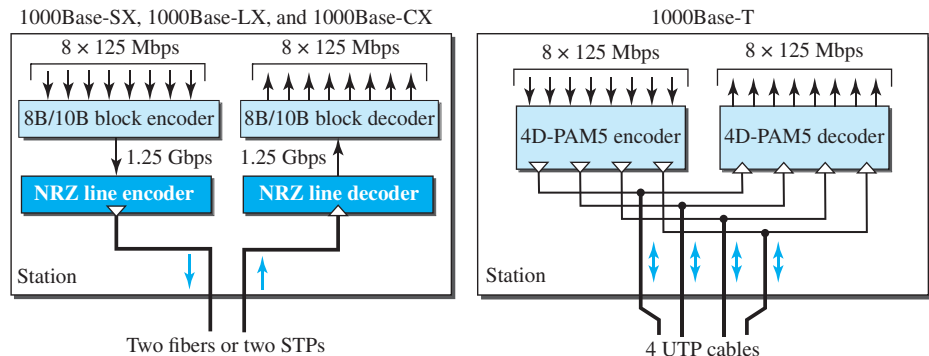 1000Base-SX, 1000Base-LX, and 1000Base-CX
8 × 125 Mbps
8 × 125 Mbps
8B/10B block encoder
8B/10B block decoder
1.25 Gbps
1.25 Gbps
NRZ line encoder
NRZ line decoder
Station
Two fibers or two STPs
1000Base-T
8 × 125 Mbps
8 × 125 Mbps
4D-PAM5 encoder
4D-PAM5 decoder
Station
4 UTP cables